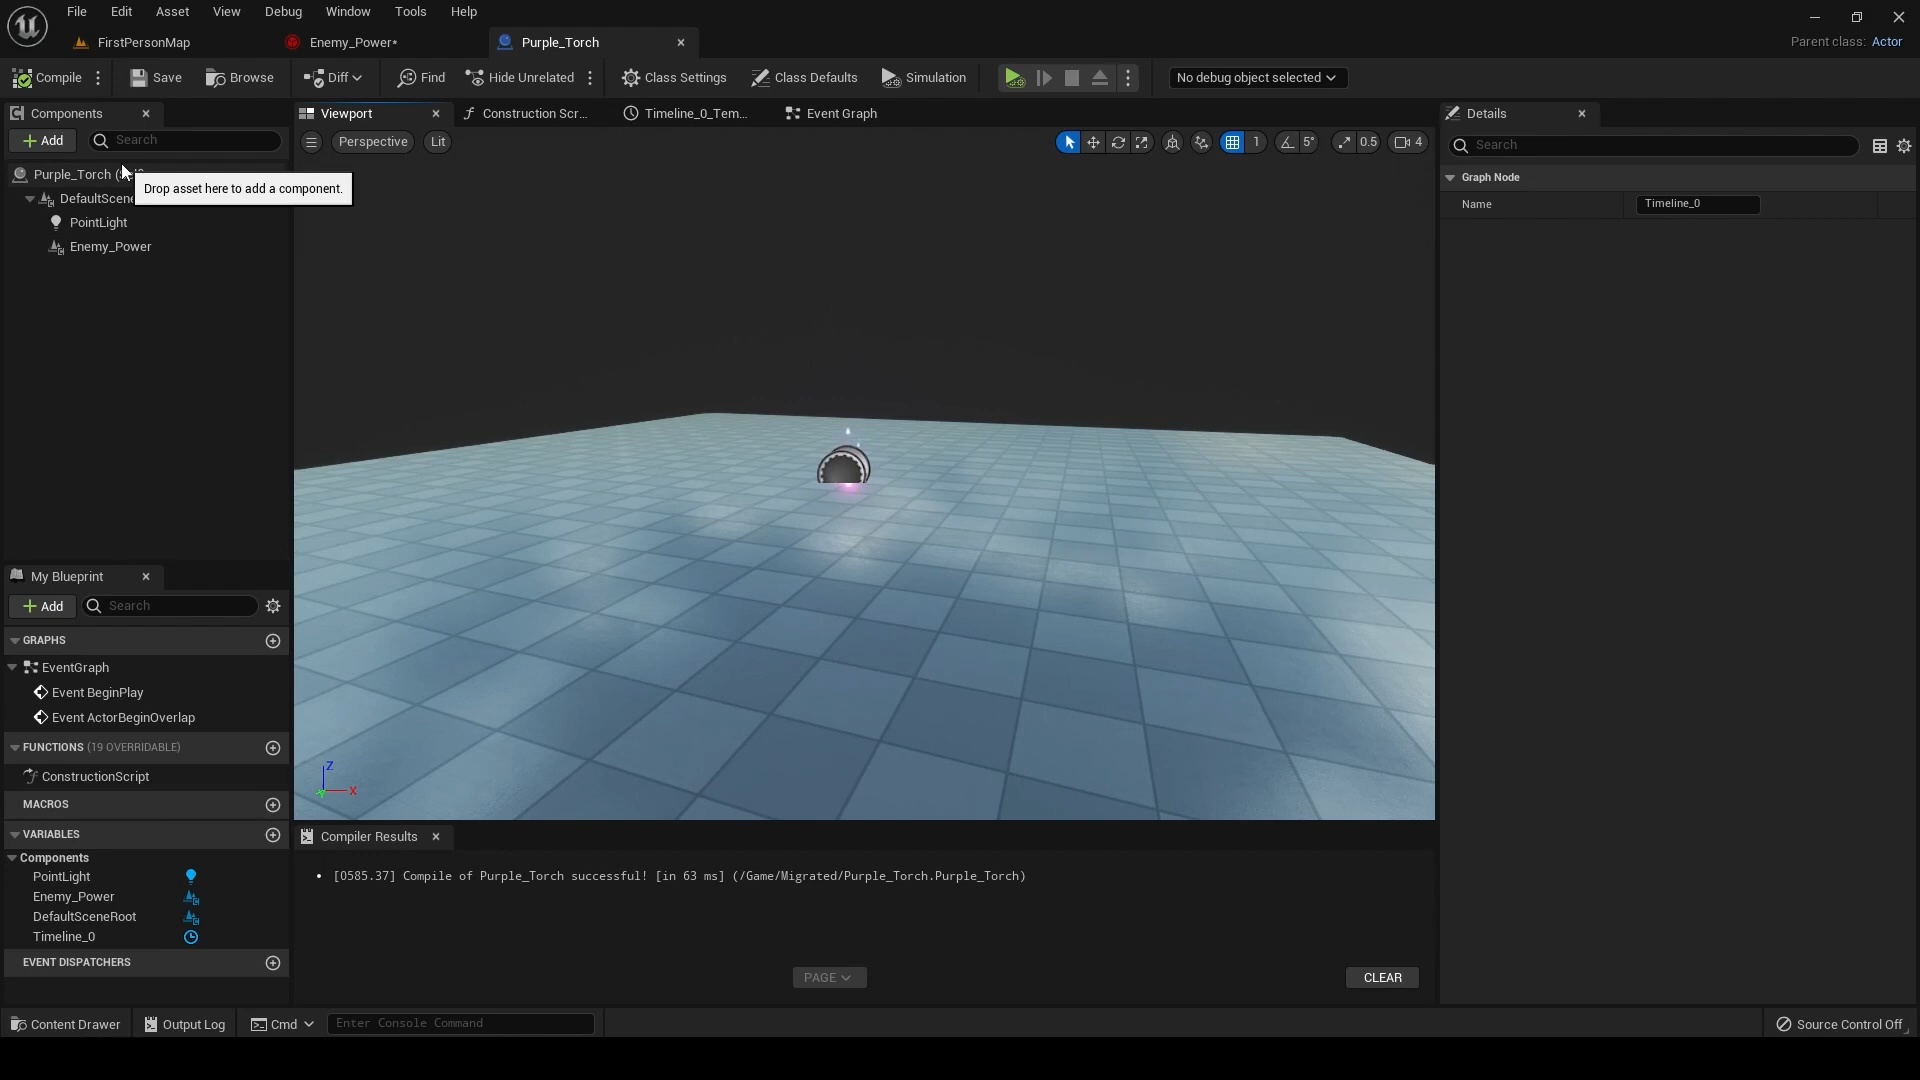 File Edit Asset View Debug Window Tools Help
FirstPersonMap Enemy_Power* Purple_Torch
Parent class: Actor
Compile Save Browse Diff Find Hide Unrelated Class Settings Class Defaults Simulation No debug object selected
Components
Add Search
Purple_Torch
Drop asset here to add a component.
DefaultScene
PointLight
Enemy_Power
Viewport Construction Scr... Timeline_0_Tem... Event Graph
Perspective Lit 1 5° 0.5 4
Z
X
Y
Details
Search
Graph Node
Name Timeline_0
My Blueprint
Add Search
GRAPHS
EventGraph
Event BeginPlay
Event ActorBeginOverlap
FUNCTIONS (19 OVERRIDABLE)
ConstructionScript
MACROS
VARIABLES
Components
PointLight
Enemy_Power
DefaultSceneRoot
Timeline_0
EVENT DISPATCHERS
Compiler Results
[0585.37] Compile of Purple_Torch successful! [in 63 ms] (/Game/Migrated/Purple_Torch.Purple_Torch)
PAGE CLEAR
Content Drawer Output Log Cmd Enter Console Command Source Control Off